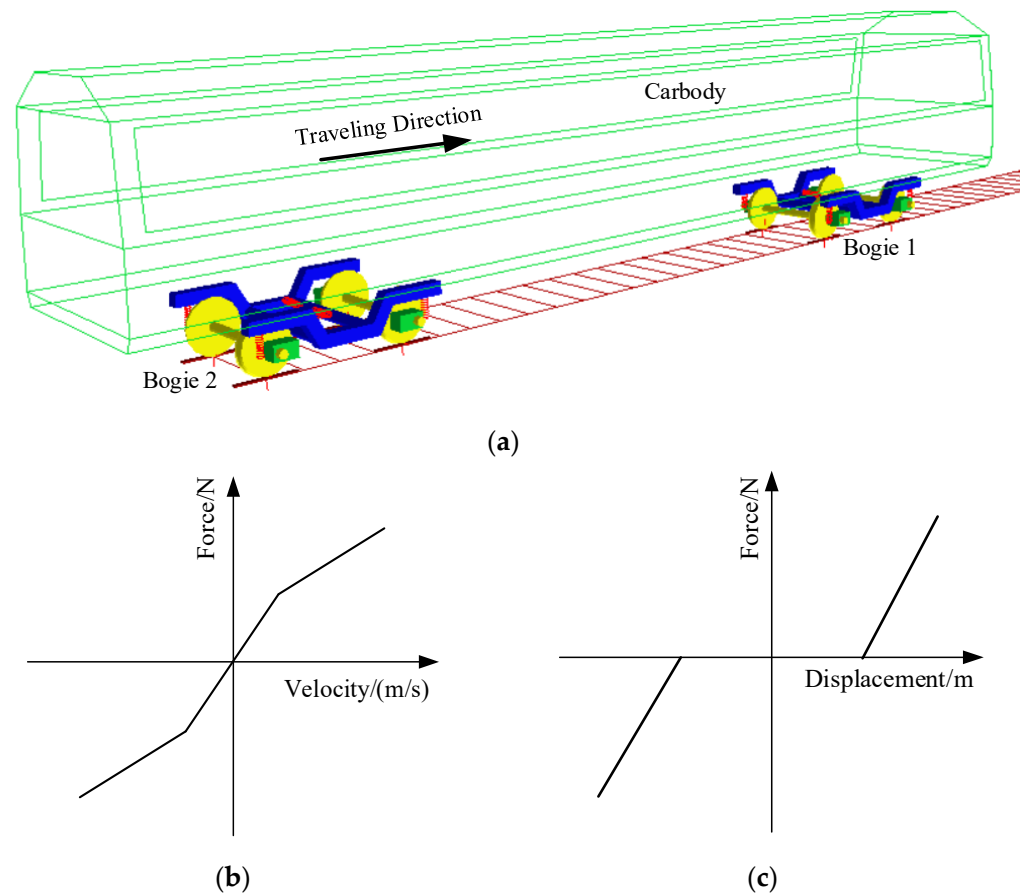 Carbody
Traveling Direction
Bogie 1
Bogie 2
(a)
Force/N
Velocity/(m/s)
(b)
Force/N
Displacement/m
(c)